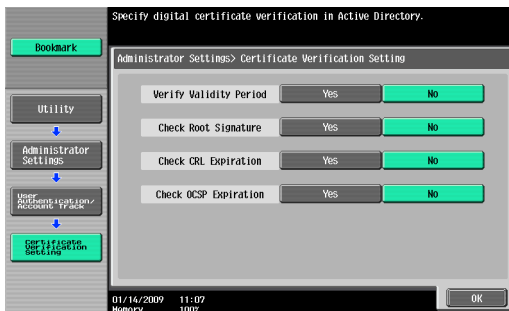 Specify digital certificate verification in Active Directory.
Bookmark
Administrator Settings> Certificate Verification Setting
Verify Validity Period Yes No
Utility
Check Root Signature Yes No
Administrator
Settings
Check CRL Expiration Yes No
User
Authentication/
Account Track
Check OCSP Expiration Yes No
Certificate
Verification
Setting
01/14/2009 11:07
Memory 100%
OK